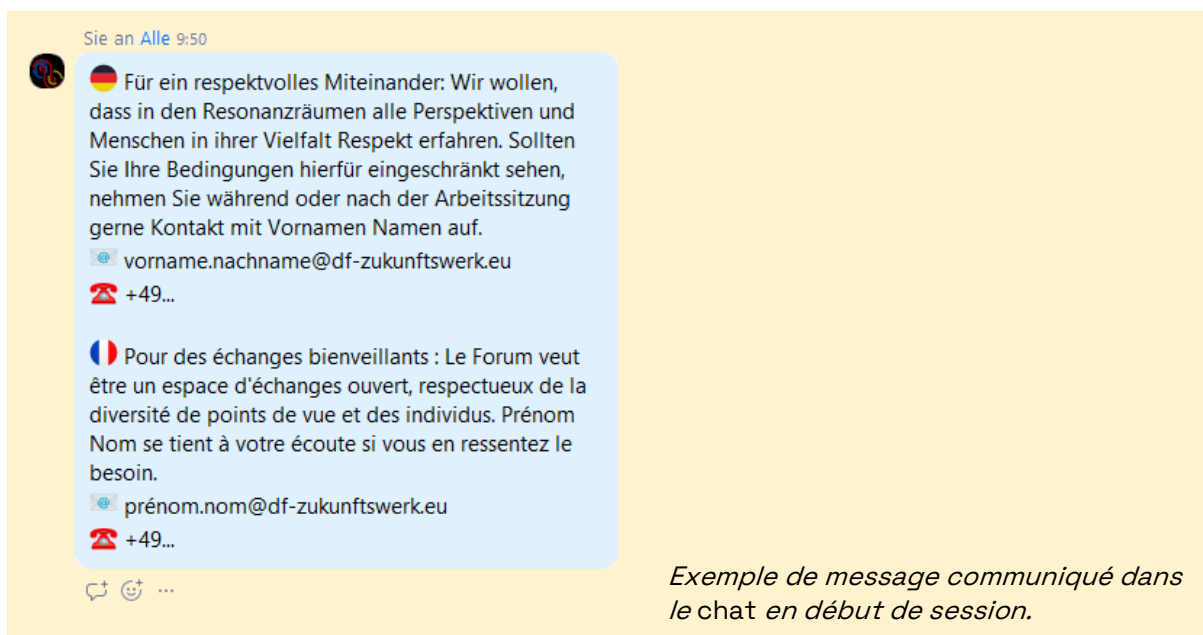 Sie an Alle 9:50
Für ein respektvolles Miteinander: Wir wollen,
dass in den Resonanzräumen alle Perspektiven und
Menschen in ihrer Vielfalt Respekt erfahren. Sollten
Sie Ihre Bedingungen hierfür eingeschränkt sehen,
nehmen Sie während oder nach der Arbeitssitzung
gerne Kontakt mit Vornamen Namen auf.
vorname.nachname@df-zukunftswerk.eu
+49...
Pour des échanges bienveillants : Le Forum veut
être un espace d'échanges ouvert, respectueux de la
diversité de points de vue et des individus. Prénom
Nom se tient à votre écoute si vous en ressentez le
besoin.
prénom.nom@df-zukunftswerk.eu
+49...
Exemple de message communiqué dans
le chat en début de session.